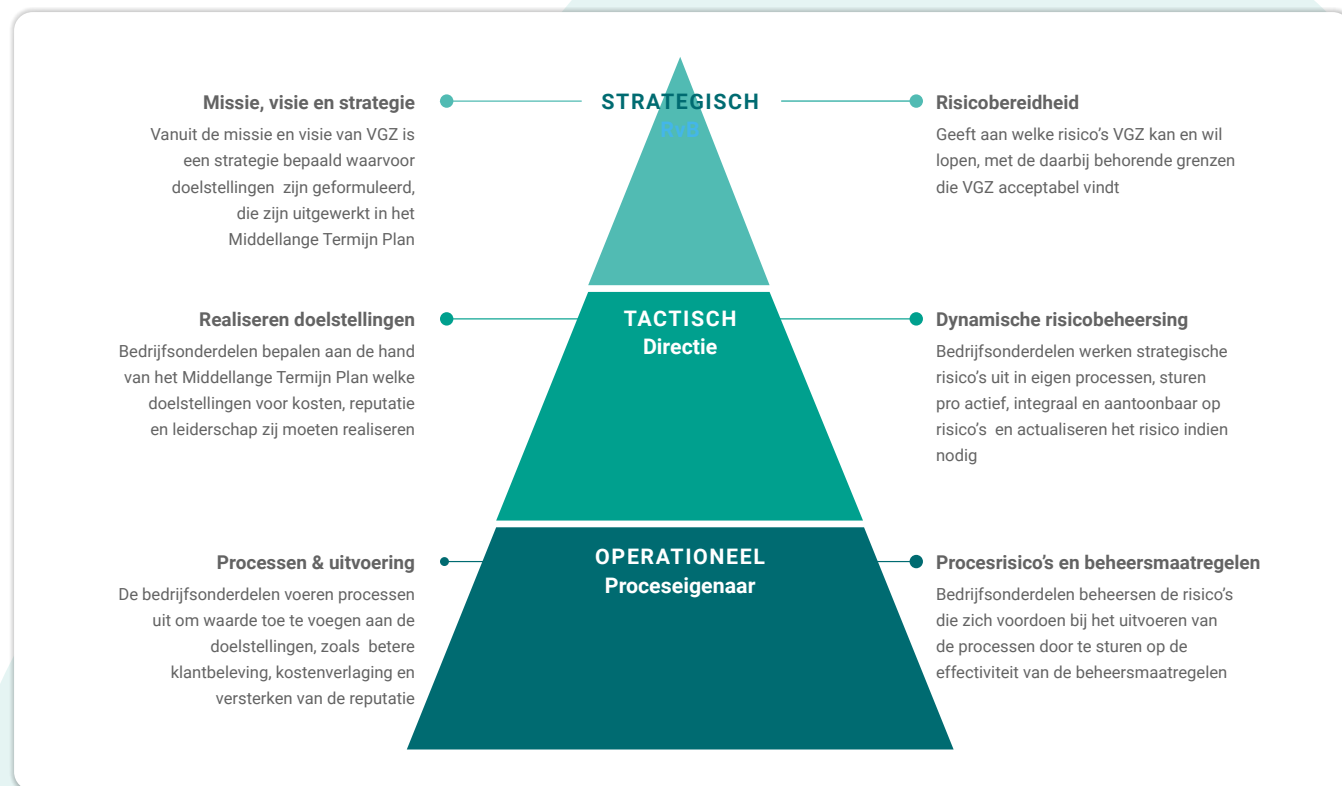 Missie, visie en strategie
Vanuit de missie en visie van VGZ is
een strategie bepaald waarvoor
doelstellingen zijn geformuleerd,
die zijn uitgewerkt in het
Middellange Termijn Plan
STRATEGISCH
RvB
Risicobereidheid
Geeft aan welke risico’s VGZ kan en wil
lopen, met de daarbij behorende grenzen
die VGZ acceptabel vindt
Realiseren doelstellingen
Bedrijfsonderdelen bepalen aan de hand
van het Middellange Termijn Plan welke
doelstellingen voor kosten, reputatie
en leiderschap zij moeten realiseren
TACTISCH
Directie
Dynamische risicobeheersing
Bedrijfsonderdelen werken strategische
risico’s uit in eigen processen, sturen
pro actief, integraal en aantoonbaar op
risico’s en actualiseren het risico indien
nodig
Processen & uitvoering
De bedrijfsonderdelen voeren processen
uit om waarde toe te voegen aan de
doelstellingen, zoals betere
klantbeleving, kostenverlaging en
versterken van de reputatie
OPERATIONEEL
Proceseigenaar
Procesrisico’s en beheersmaatregelen
Bedrijfsonderdelen beheersen de risico’s
die zich voordoen bij het uitvoeren van
de processen door te sturen op de
effectiviteit van de beheersmaatregelen